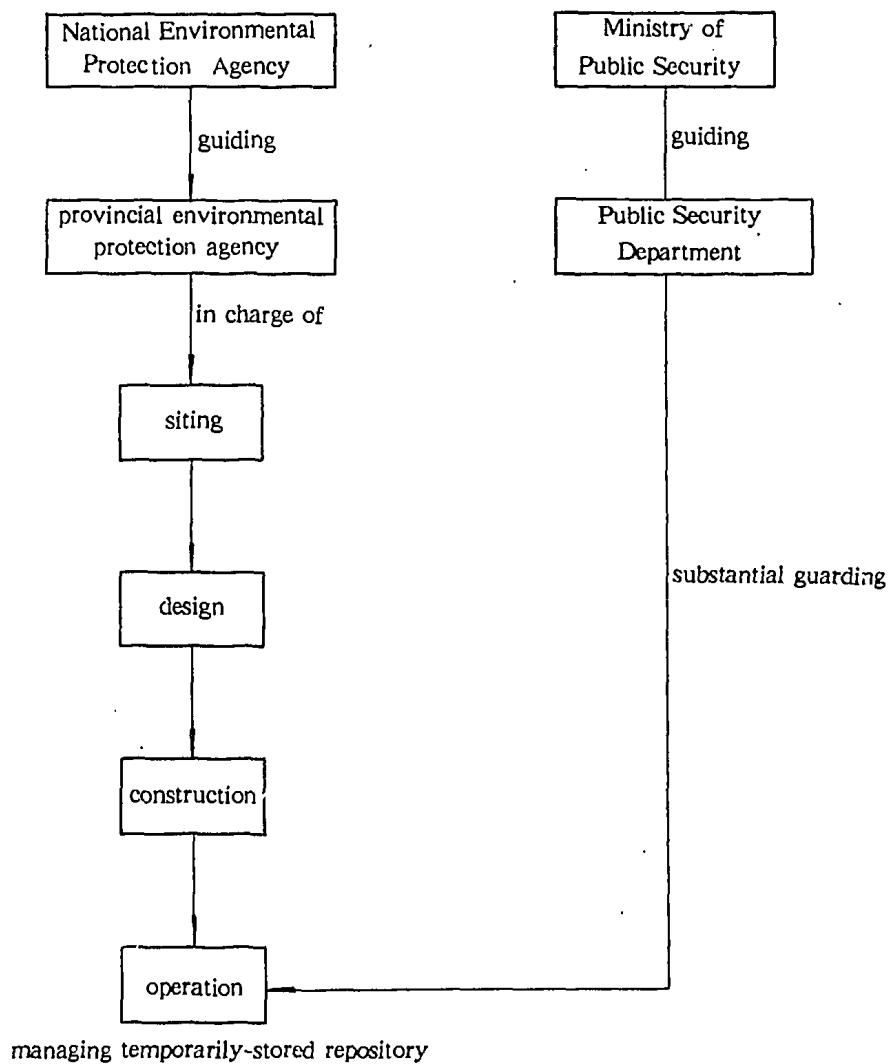 National Environmental
Protection Agency
guiding
provincial environmental
protection agency
in charge of
siting
design
construction
operation
managing temporarily-stored repository
Ministry of
Public Security
guiding
Public Security
Department
substantial guarding